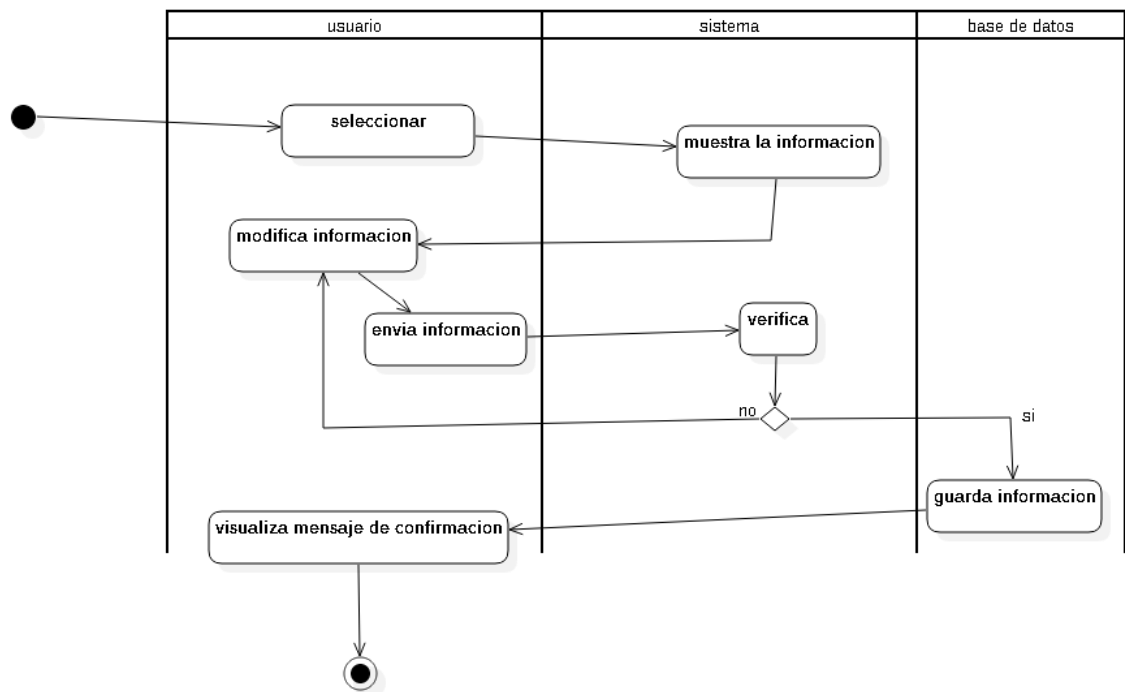 usuario
sistema
base de datos
seleccionar
muestra la informacion
modifica informacion
envia informacion
verifica
no
si
guarda informacion
visualiza mensaje de confirmacion